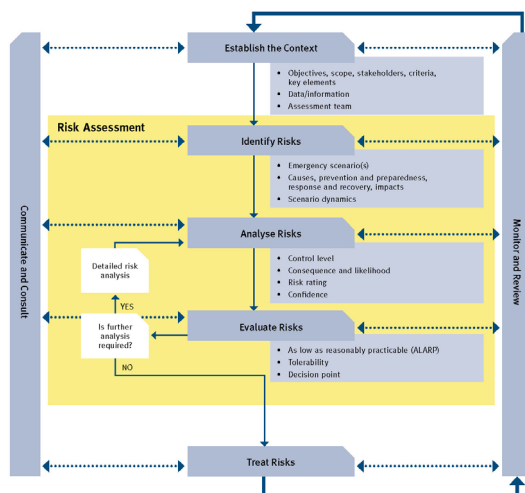 Establish the Context
• Objectives, scope, stakeholders, criteria,
key elements
• Data/information
• Assessment team
Risk Assessment
Identify Risks
• Emergency scenario(s)
• Causes, prevention and preparedness,
response and recovery, impacts
• Scenario dynamics
Communicate and Consult
Monitor and Review
Analyse Risks
• Control level
• Consequence and likelihood
• Risk rating
• Confidence
Detailed risk
analysis
YES
Evaluate Risks
Is further
analysis
required?
• As low as reasonably practicable (ALARP)
• Tolerability
• Decision point
NO
Treat Risks